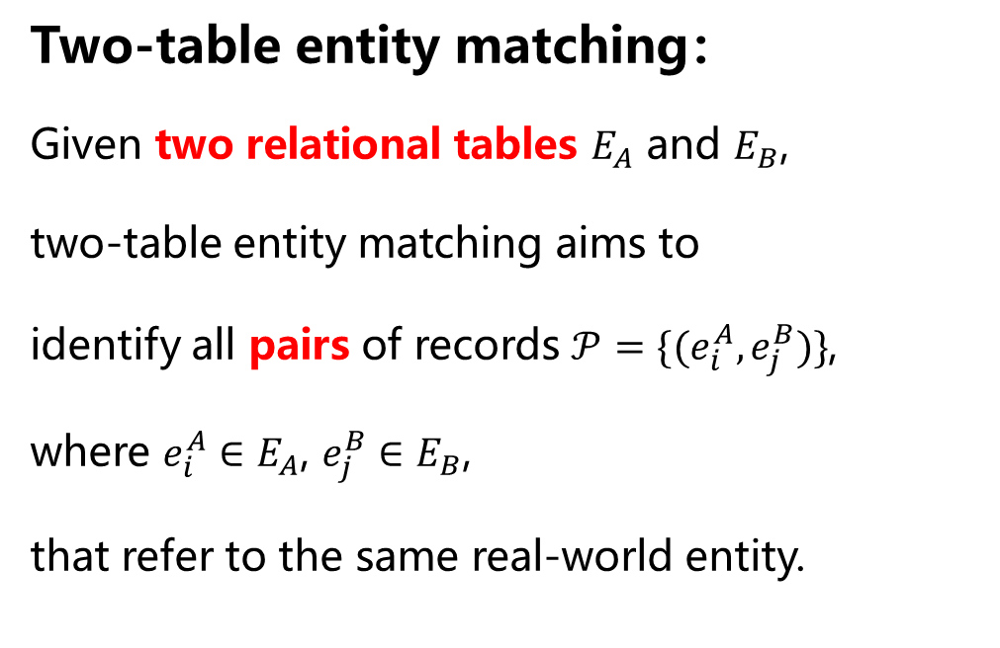 Two-table entity matching:
Given two relational tables $E_A$ and $E_B$,
two-table entity matching aims to
identify all pairs of records $\mathcal{P} = \{(e_i^A, e_j^B)\}$,
where $e_i^A \in E_A$, $e_j^B \in E_B$,
that refer to the same real-world entity.